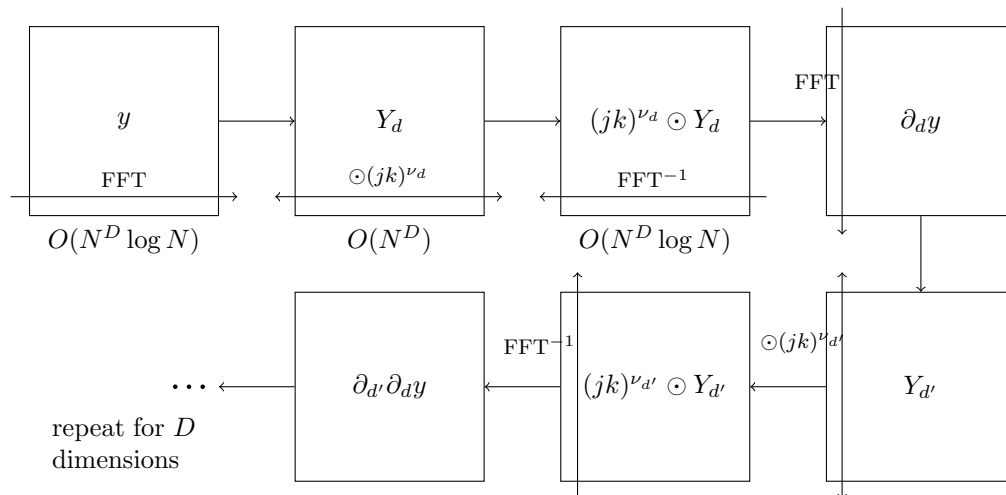 y
FFT
O(N^D log N)
Y_d
⊙(jk)^{ν_d}
O(N^D)
(jk)^{ν_d} ⊙ Y_d
FFT^{−1}
O(N^D log N)
FFT
∂_d y
⊙(jk)^{ν_{d'}}
Y_{d'}
(jk)^{ν_{d'}} ⊙ Y_{d'}
FFT^{−1}
∂_{d'}∂_d y
···
repeat for D
dimensions